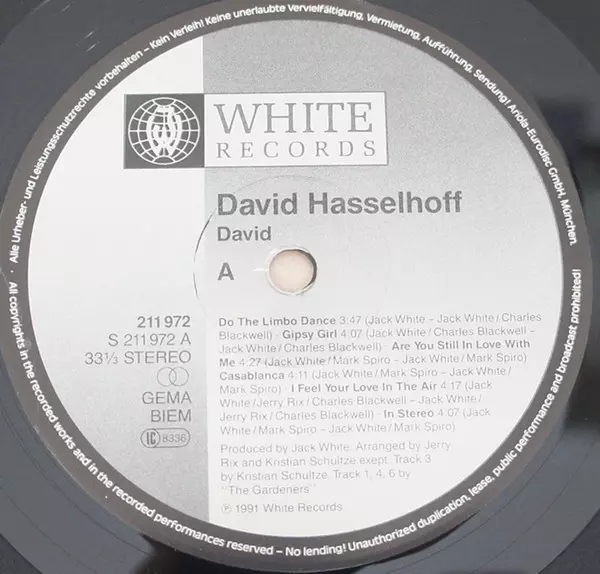 Alle Urheber- und Leistungsschutzrechte vorbehalten – Kein Verleih! Keine unerlaubte Vervielfältigung, Vermietung, Aufführung, Sendung! Ariola-Eurodisc GmbH, München.
WHITE
RECORDS
David Hasselhoff
David
A
211 972
S 211 972 A
33⅓ STEREO
GEMA
BIEM
LC 8336
Do The Limbo Dance 3:47 (Jack White – Jack White / Charles
Blackwell) · Gipsy Girl 4:07 (Jack White / Charles Blackwell –
Jack White / Charles Blackwell) · Are You Still In Love With
Me 4:27 (Jack White / Mark Spiro – Jack White / Mark Spiro)
Casablanca 4:11 (Jack White / Mark Spiro – Jack White /
Mark Spiro) · I Feel Your Love In The Air 4:17 (Jack
White / Jerry Rix / Charles Blackwell – Jack White /
Jerry Rix / Charles Blackwell) · In Stereo 4:07 (Jack
White / Mark Spiro – Jack White / Mark Spiro)
Produced by Jack White. Arranged by Jerry
Rix and Kristian Schultze exept. Track 3
by Kristian Schultze. Track 1, 4, 6 by
"The Gardeners"
℗ 1991 White Records
All copyrights in the recorded works and in the recorded performances reserved – No lending! Unauthorized duplication, lease, public performance and broadcast prohibited!